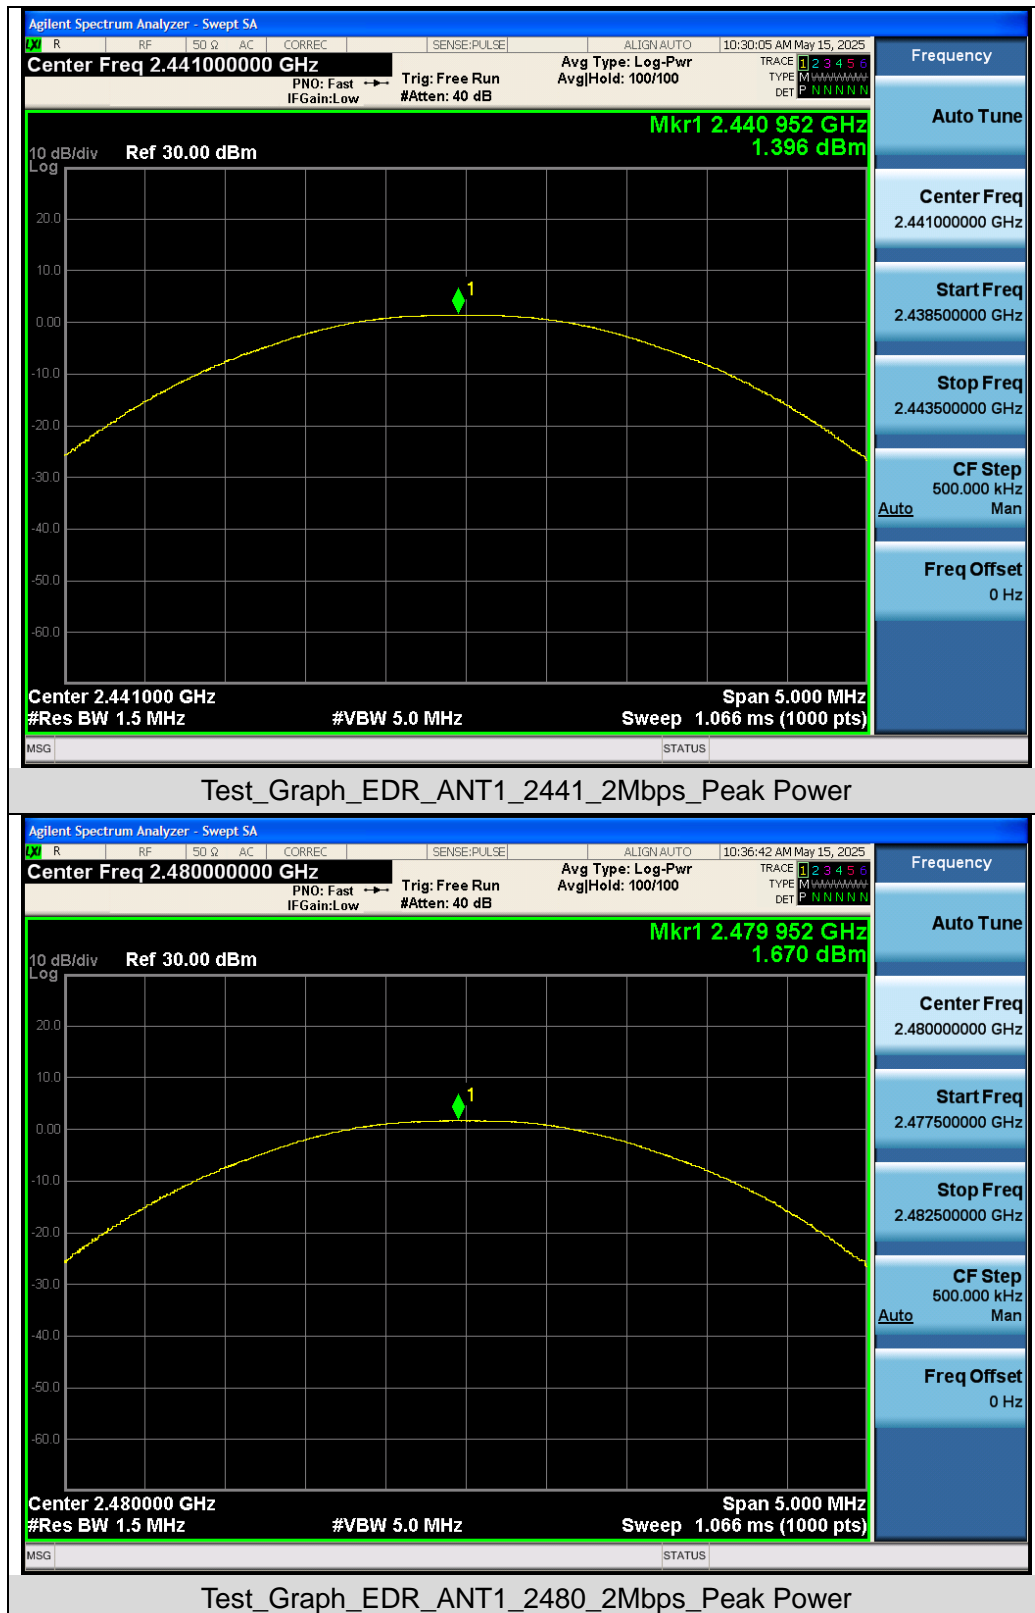 Agilent Spectrum Analyzer - Swept SA
LXI R RF 50 Ω AC CORREC SENSE:PULSE ALIGN AUTO 10:30:05 AM May 15, 2025
Center Freq 2.441000000 GHz
PNO: Fast
IFGain:Low
Trig: Free Run
#Atten: 40 dB
Avg Type: Log-Pwr
Avg|Hold: 100/100
TRACE 1 2 3 4 5 6
TYPE M
DET P N N N N N
Mkr1 2.440 952 GHz
1.396 dBm
10 dB/div Ref 30.00 dBm
Log
20.0
10.0
1
0.00
-10.0
-20.0
-30.0
-40.0
-50.0
-60.0
Center 2.441000 GHz Span 5.000 MHz
#Res BW 1.5 MHz #VBW 5.0 MHz Sweep 1.066 ms (1000 pts)
MSG STATUS
Frequency
Auto Tune
Center Freq
2.441000000 GHz
Start Freq
2.438500000 GHz
Stop Freq
2.443500000 GHz
CF Step
500.000 kHz
Auto Man
Freq Offset
0 Hz
Test_Graph_EDR_ANT1_2441_2Mbps_Peak Power
Agilent Spectrum Analyzer - Swept SA
LXI R RF 50 Ω AC CORREC SENSE:PULSE ALIGN AUTO 10:36:42 AM May 15, 2025
Center Freq 2.480000000 GHz
PNO: Fast
IFGain:Low
Trig: Free Run
#Atten: 40 dB
Avg Type: Log-Pwr
Avg|Hold: 100/100
TRACE 1 2 3 4 5 6
TYPE M
DET P N N N N N
Mkr1 2.479 952 GHz
1.670 dBm
10 dB/div Ref 30.00 dBm
Log
20.0
10.0
1
0.00
-10.0
-20.0
-30.0
-40.0
-50.0
-60.0
Center 2.480000 GHz Span 5.000 MHz
#Res BW 1.5 MHz #VBW 5.0 MHz Sweep 1.066 ms (1000 pts)
MSG STATUS
Frequency
Auto Tune
Center Freq
2.480000000 GHz
Start Freq
2.477500000 GHz
Stop Freq
2.482500000 GHz
CF Step
500.000 kHz
Auto Man
Freq Offset
0 Hz
Test_Graph_EDR_ANT1_2480_2Mbps_Peak Power